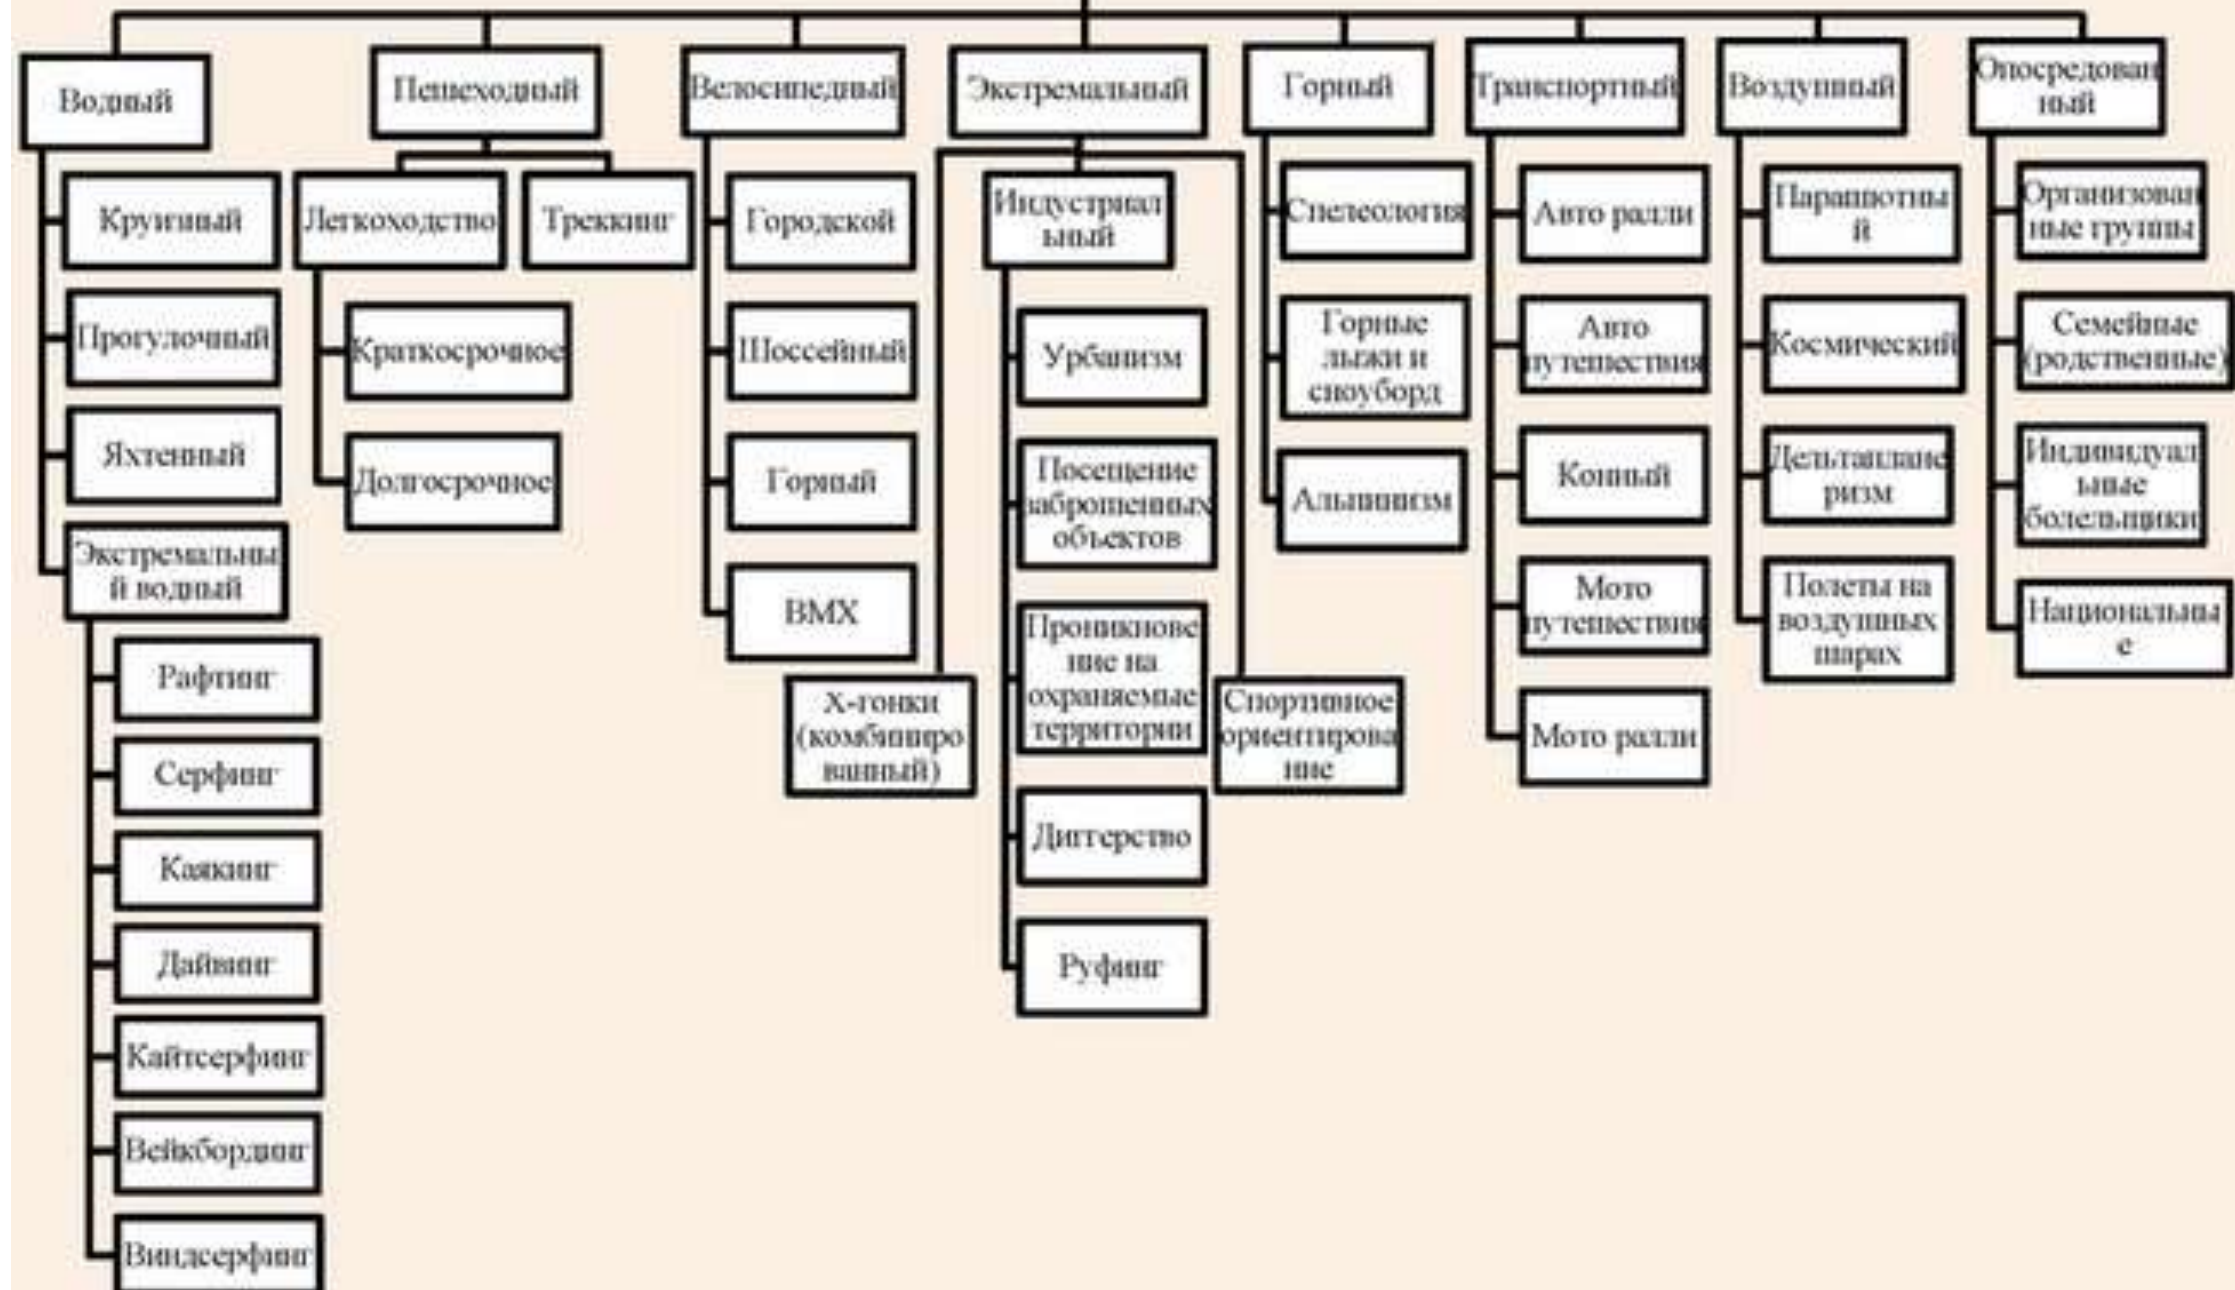 Водный
Пешеходный
Велосипедный
Экстремальный
Горный
Транспортный
Воздушный
Опосредован
ный
Круизный
Прогулочный
Яхтенный
Экстремальны
й водный
Рафтинг
Серфинг
Каякинг
Дайвинг
Кайтсерфинг
Вейкбординг
Виндсерфинг
Легкоходство
Треккинг
Краткосрочное
Долгосрочное
Городской
Шоссейный
Горный
ВМХ
Х-гонки
(комбиниро
ванный)
Индустриал
ьный
Урбанизм
Посещение
заброшенных
объектов
Проникнове
ние на
охраняемые
территории
Диггерство
Руфинг
Спортивное
ориентирова
ние
Спелеология
Горные
лыжи и
сноуборд
Альпинизм
Авто ралли
Авто
путешествия
Конный
Мото
путешествия
Мото ралли
Парашютны
й
Космический
Дельтаплане
ризм
Полеты на
воздушных
шарах
Организован
ные группы
Семейные
(родственные)
Индивидуал
ьные
болельщики
Национальны
е